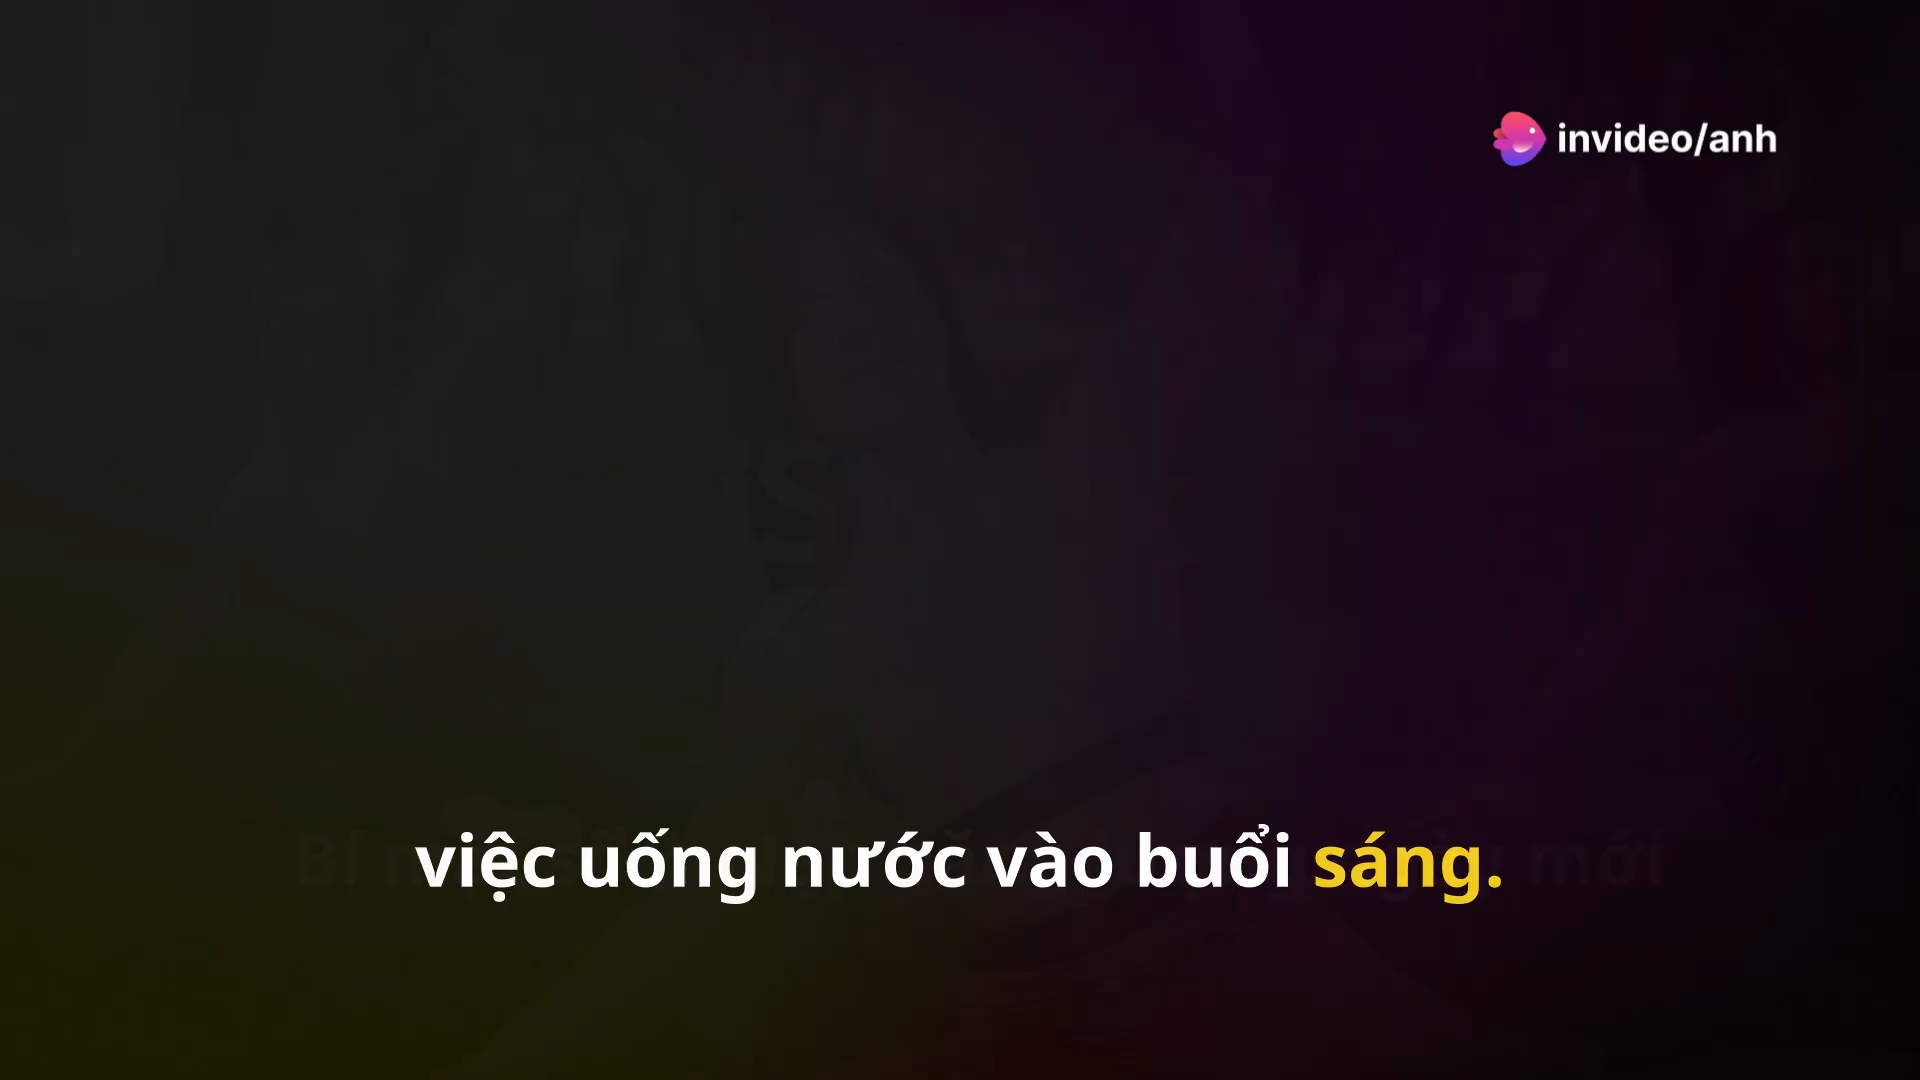 invideo/anh
việc uống nước vào buổi sáng.